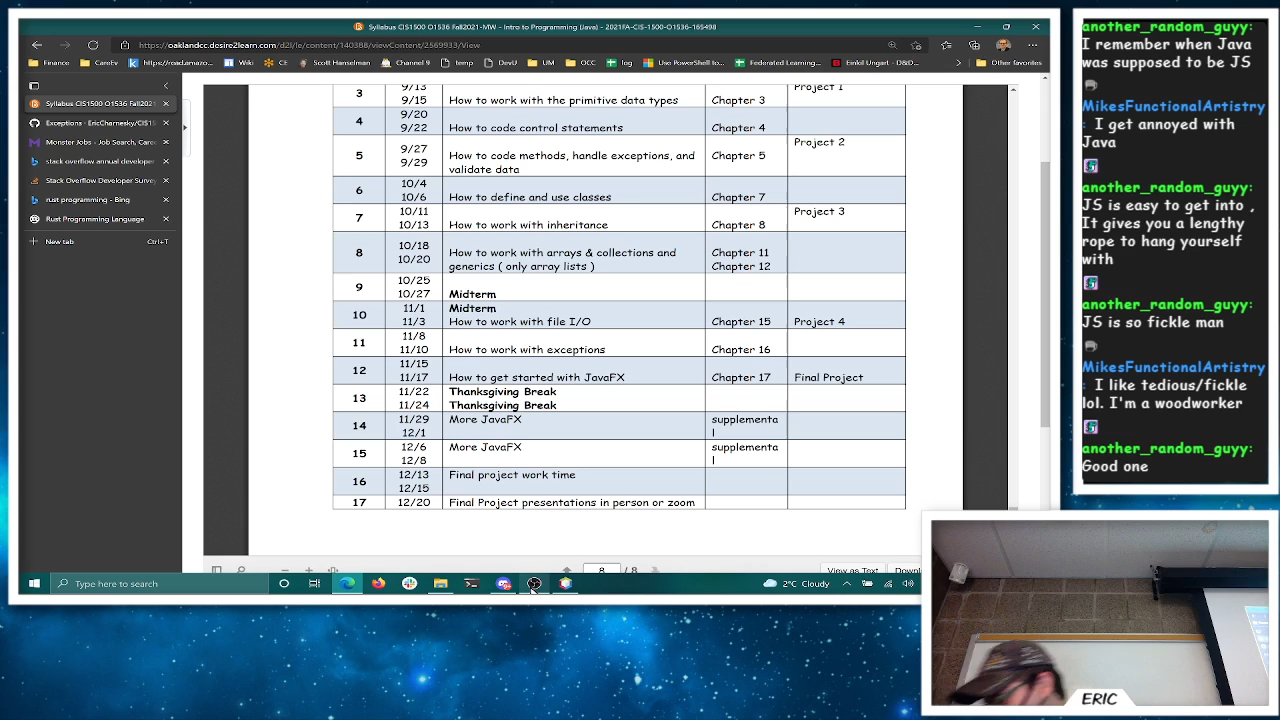 Syllabus CIS1500 O1536 Fall2021-MW - Intro to Programming (Java) - 2021FA-CIS-1500-O1536-165498
https://oaklandcc.desire2learn.com/d2l/le/content/140388/viewContent/2569933/View
Finance
CareEv
https://roadamazo...
Wiki
CE
Scott Hanselman
Channel 9
temp
DevU
UM
OCC
log
Use PowerShell to...
Federated Learning...
Einlot Ungart - D&D...
Other favorites
Syllabus CIS1500 O1536 Fall202
Exceptions - EricCharnesky/CIS1
Monster Jobs - Job Search, Care
stack overflow annual developer
Stack Overflow Developer Surve
rust programming - Bing
Rust Programming Language
New tab Ctrl+T
3 9/13 Project 1
9/15 How to work with the primitive data types Chapter 3
4 9/20
9/22 How to code control statements Chapter 4
5 9/27 Project 2
9/29 How to code methods, handle exceptions, and Chapter 5
validate data
6 10/4
10/6 How to define and use classes Chapter 7
7 10/11 Project 3
10/13 How to work with inheritance Chapter 8
8 10/18 How to work with arrays & collections and Chapter 11
10/20 generics ( only array lists ) Chapter 12
9 10/25
10/27 Midterm
10 11/1 Midterm
11/3 How to work with file I/O Chapter 15 Project 4
11 11/8
11/10 How to work with exceptions Chapter 16
12 11/15
11/17 How to get started with JavaFX Chapter 17 Final Project
13 11/22 Thanksgiving Break
11/24 Thanksgiving Break
14 11/29 More JavaFX supplementa
12/1 l
15 12/6 More JavaFX supplementa
12/8 l
16 12/13 Final project work time
12/15
17 12/20 Final Project presentations in person or zoom
8 / 8
View as Text
Downl
Type here to search
2°C Cloudy
another_random_guyy:
I remember when Java
was supposed to be JS
MikesFunctionalArtistry
: I get annoyed with
Java
another_random_guyy:
JS is easy to get into ,
It gives you a lengthy
rope to hang yourself
with
another_random_guyy:
JS is so fickle man
MikesFunctionalArtistry
: I like tedious/fickle
lol. I'm a woodworker
another_random_guyy:
Good one
ERIC